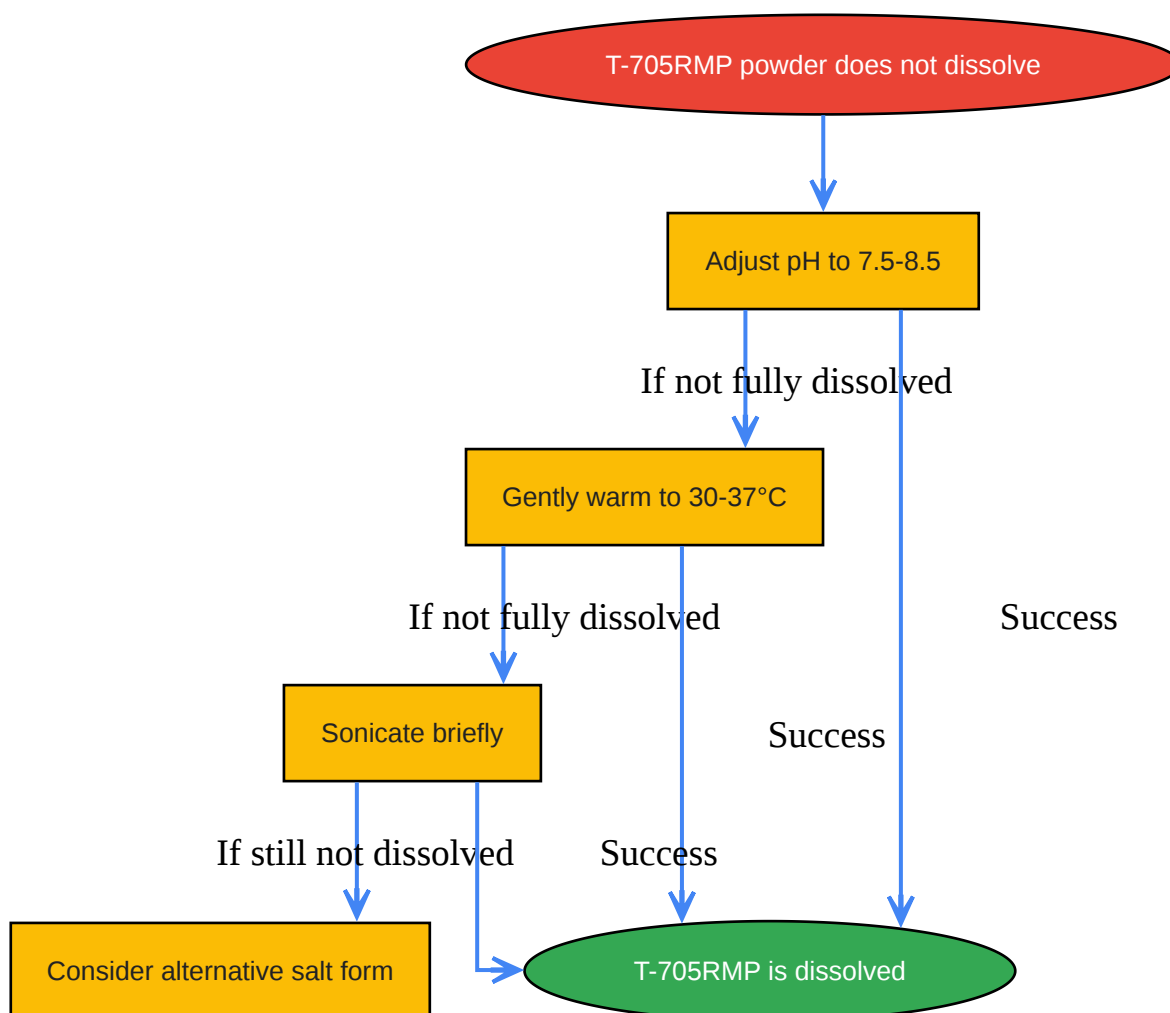 T-705RMP powder does not dissolve
Adjust pH to 7.5-8.5
If not fully dissolved
Gently warm to 30-37°C
If not fully dissolved
Success
Sonicate briefly
Success
If still not dissolved
Success
Consider alternative salt form
T-705RMP is dissolved